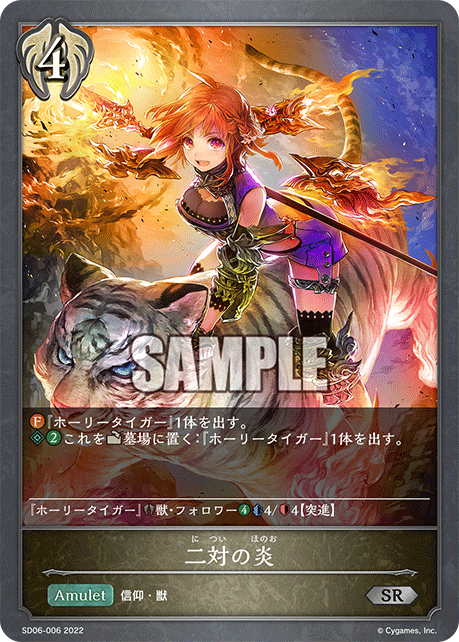 4
SAMPLE
F 『ホーリータイガー』1体を出す。
2 これを墓場に置く:『ホーリータイガー』1体を出す。
『ホーリータイガー』獣・フォロワー 4 4/4【突進】
に つい ほのお
二対の炎
Amulet 信仰・獣
SR
SD06-006 2022
© Cygames, Inc.